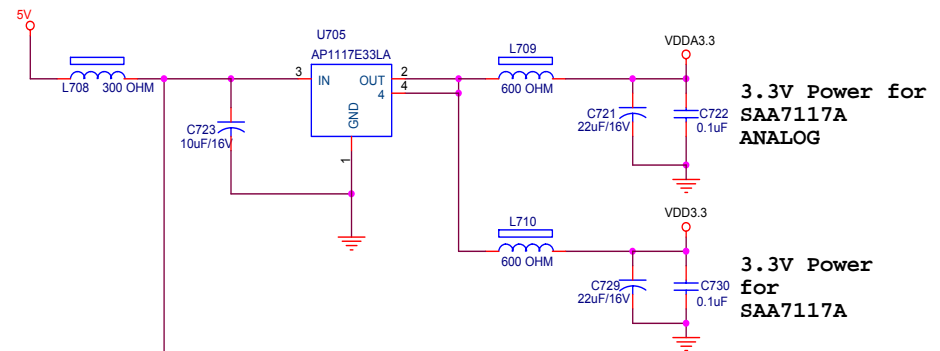 5V
L708
300 OHM
U705
AP1117E33LA
3
IN
OUT
2
4
4
GND
1
C723
10uF/16V
L709
600 OHM
VDDA3.3
C721
22uF/16V
C722
0.1uF
3.3V Power for
SAA7117A
ANALOG
L710
600 OHM
VDD3.3
C729
22uF/16V
C730
0.1uF
3.3V Power
for
SAA7117A